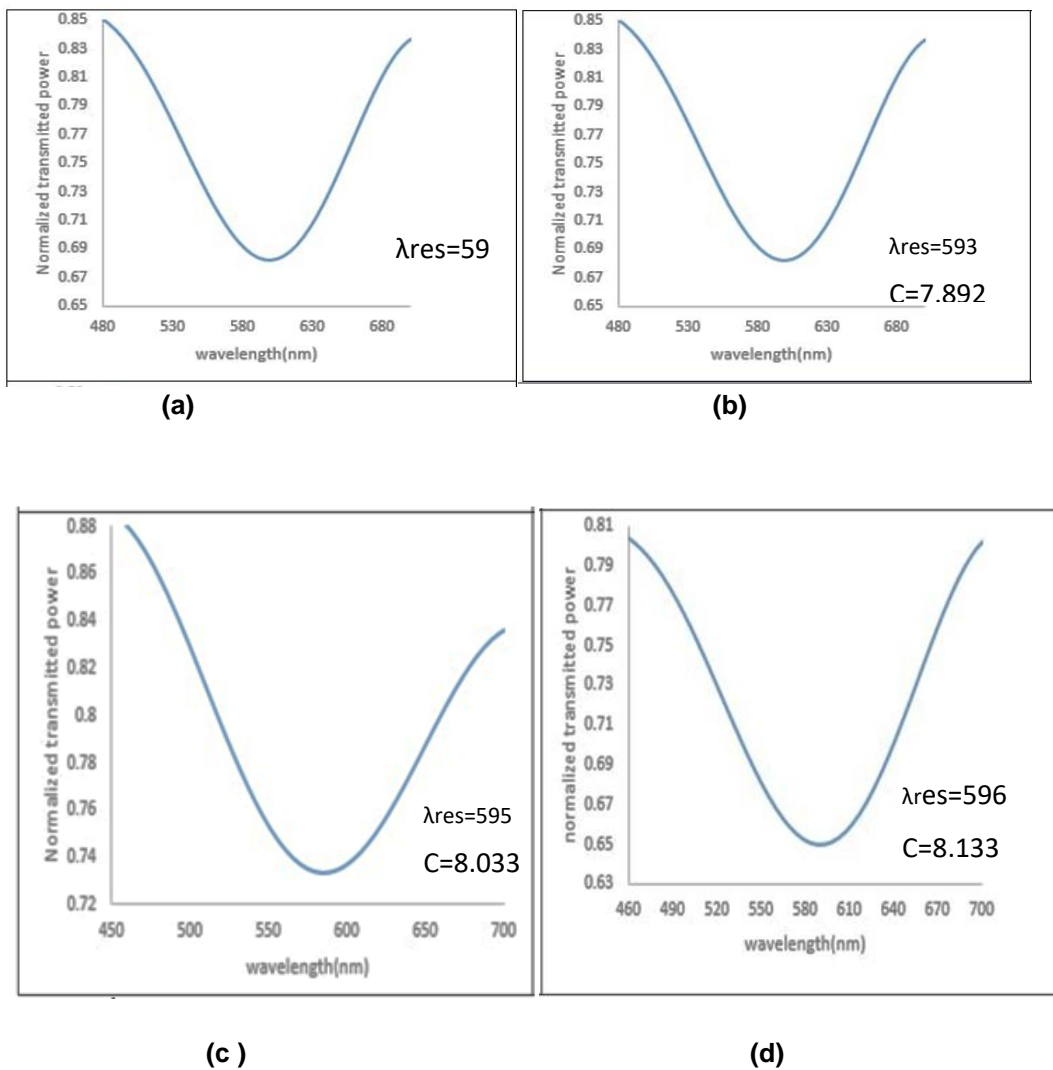 0.85
0.83
0.81
0.79
0.77
0.75
0.73
0.71
0.69
0.67
0.65
Normalized transmitted power
480 530 580 630 680
wavelength(nm)
λres=59
(a)
0.85
0.83
0.81
0.79
0.77
0.75
0.73
0.71
0.69
0.67
0.65
Normalized transmitted power
480 530 580 630 680
wavelength(nm)
λres=593
C=7.892
(b)
0.88
0.86
0.84
0.82
0.8
0.78
0.76
0.74
0.72
Normalized transmitted power
450 500 550 600 650 700
wavelength(nm)
λres=595
C=8.033
(c )
0.81
0.79
0.77
0.75
0.73
0.71
0.69
0.67
0.65
0.63
normalized transmitted power
460 490 520 550 580 610 640 670 700
wavelength(nm)
λres=596
C=8.133
(d)